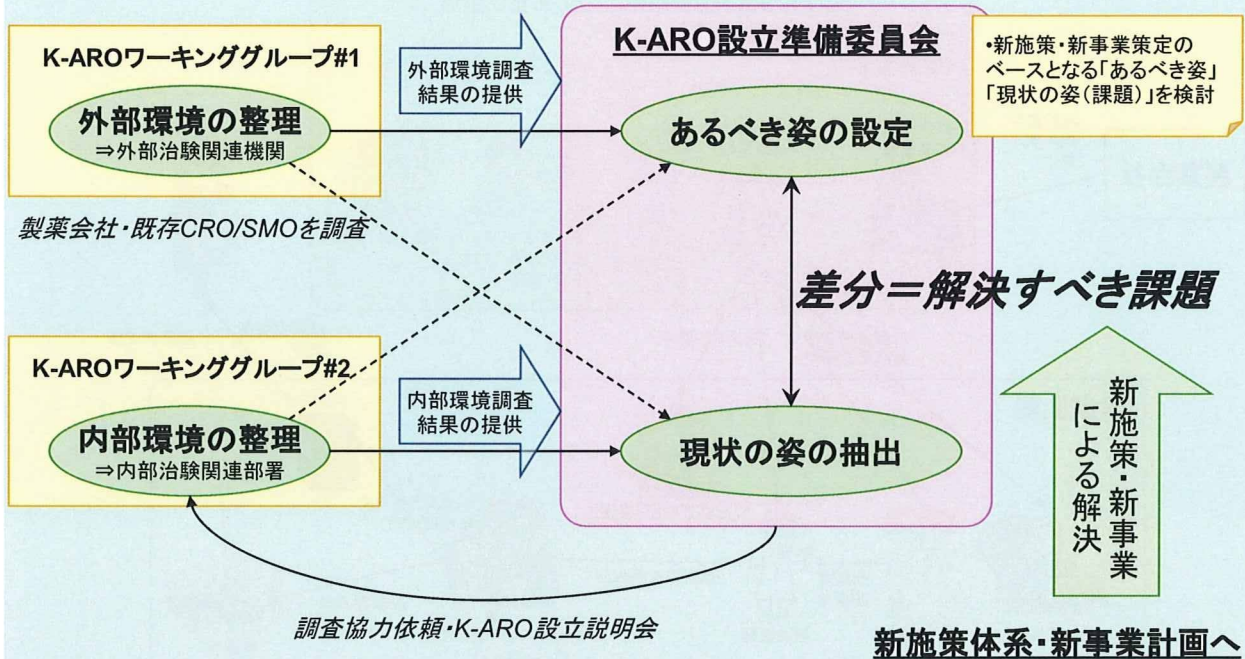 K-AROワーキンググループ#1
外部環境の整理
⇒外部治験関連機関
製薬会社・既存CRO/SMOを調査
外部環境調査
結果の提供
K-ARO設立準備委員会
あるべき姿の設定
•新施策・新事業策定の
ベースとなる「あるべき姿」
「現状の姿(課題)」を検討
差分=解決すべき課題
K-AROワーキンググループ#2
内部環境の整理
⇒内部治験関連部署
内部環境調査
結果の提供
現状の姿の抽出
新施策・新事業
による解決
調査協力依頼・K-ARO設立説明会
新施策体系・新事業計画へ